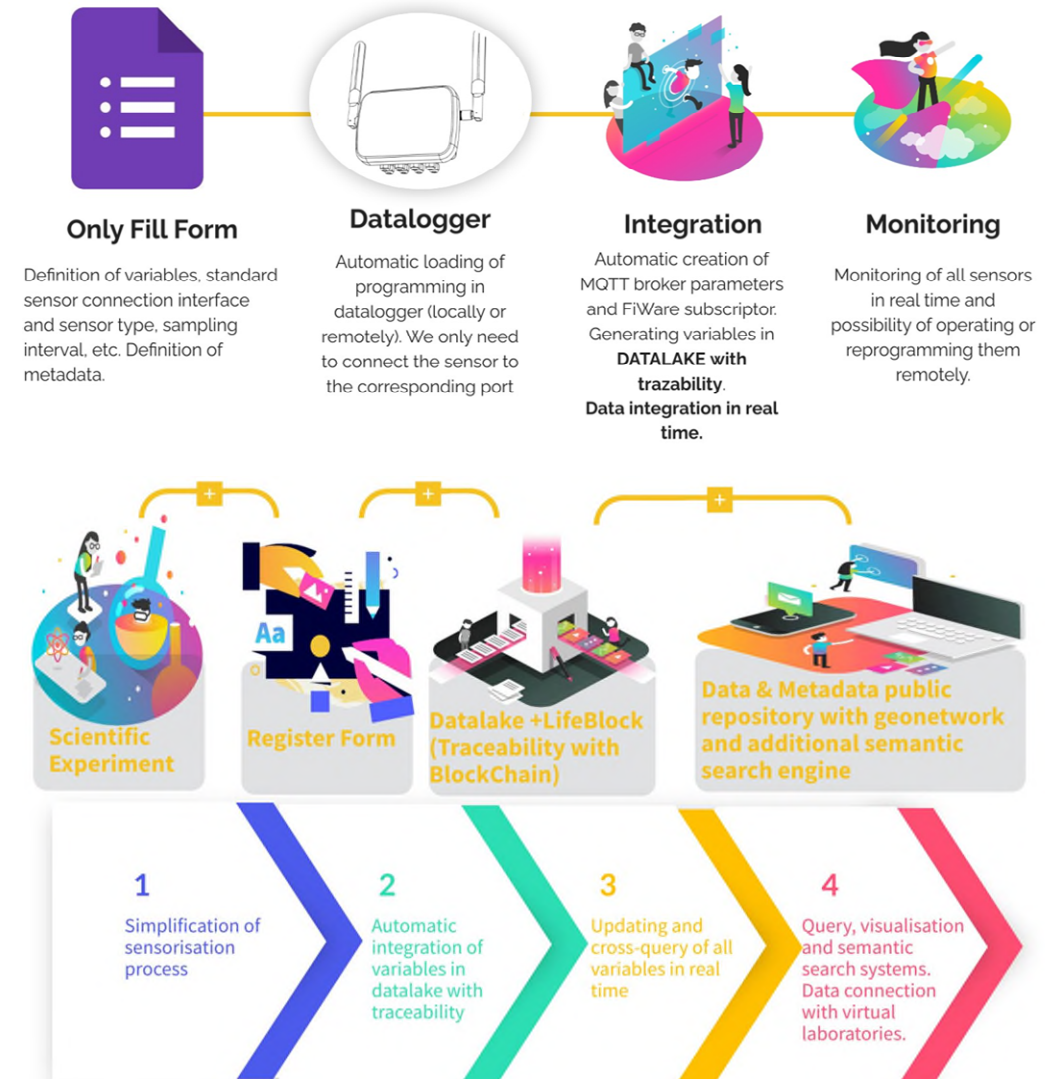 Only Fill Form
Definition of variables, standard
sensor connection interface
and sensor type, sampling
interval, etc. Definition of
metadata.
Datalogger
Automatic loading of
programming in
datalogger (locally or
remotely). We only need
to connect the sensor to
the corresponding port
Integration
Automatic creation of
MQTT broker parameters
and FiWare subscriptor.
Generating variables in
DATALAKE with
trazability.
Data integration in real
time.
Monitoring
Monitoring of all sensors
in real time and
possibility of operating or
reprogramming them
remotely.
+
+
+
Scientific
Experiment
Aa
Register Form
Datalake +LifeBlock
(Traceability with
BlockChain)
Data & Metadata public
repository with geonetwork
and additional semantic
search engine
1
Simplification of
sensorisation
process
2
Automatic
integration of
variables in
datalake with
traceability
3
Updating and
cross-query of all
variables in real
time
4
Query, visualisation
and semantic
search systems.
Data connection
with virtual
laboratories.